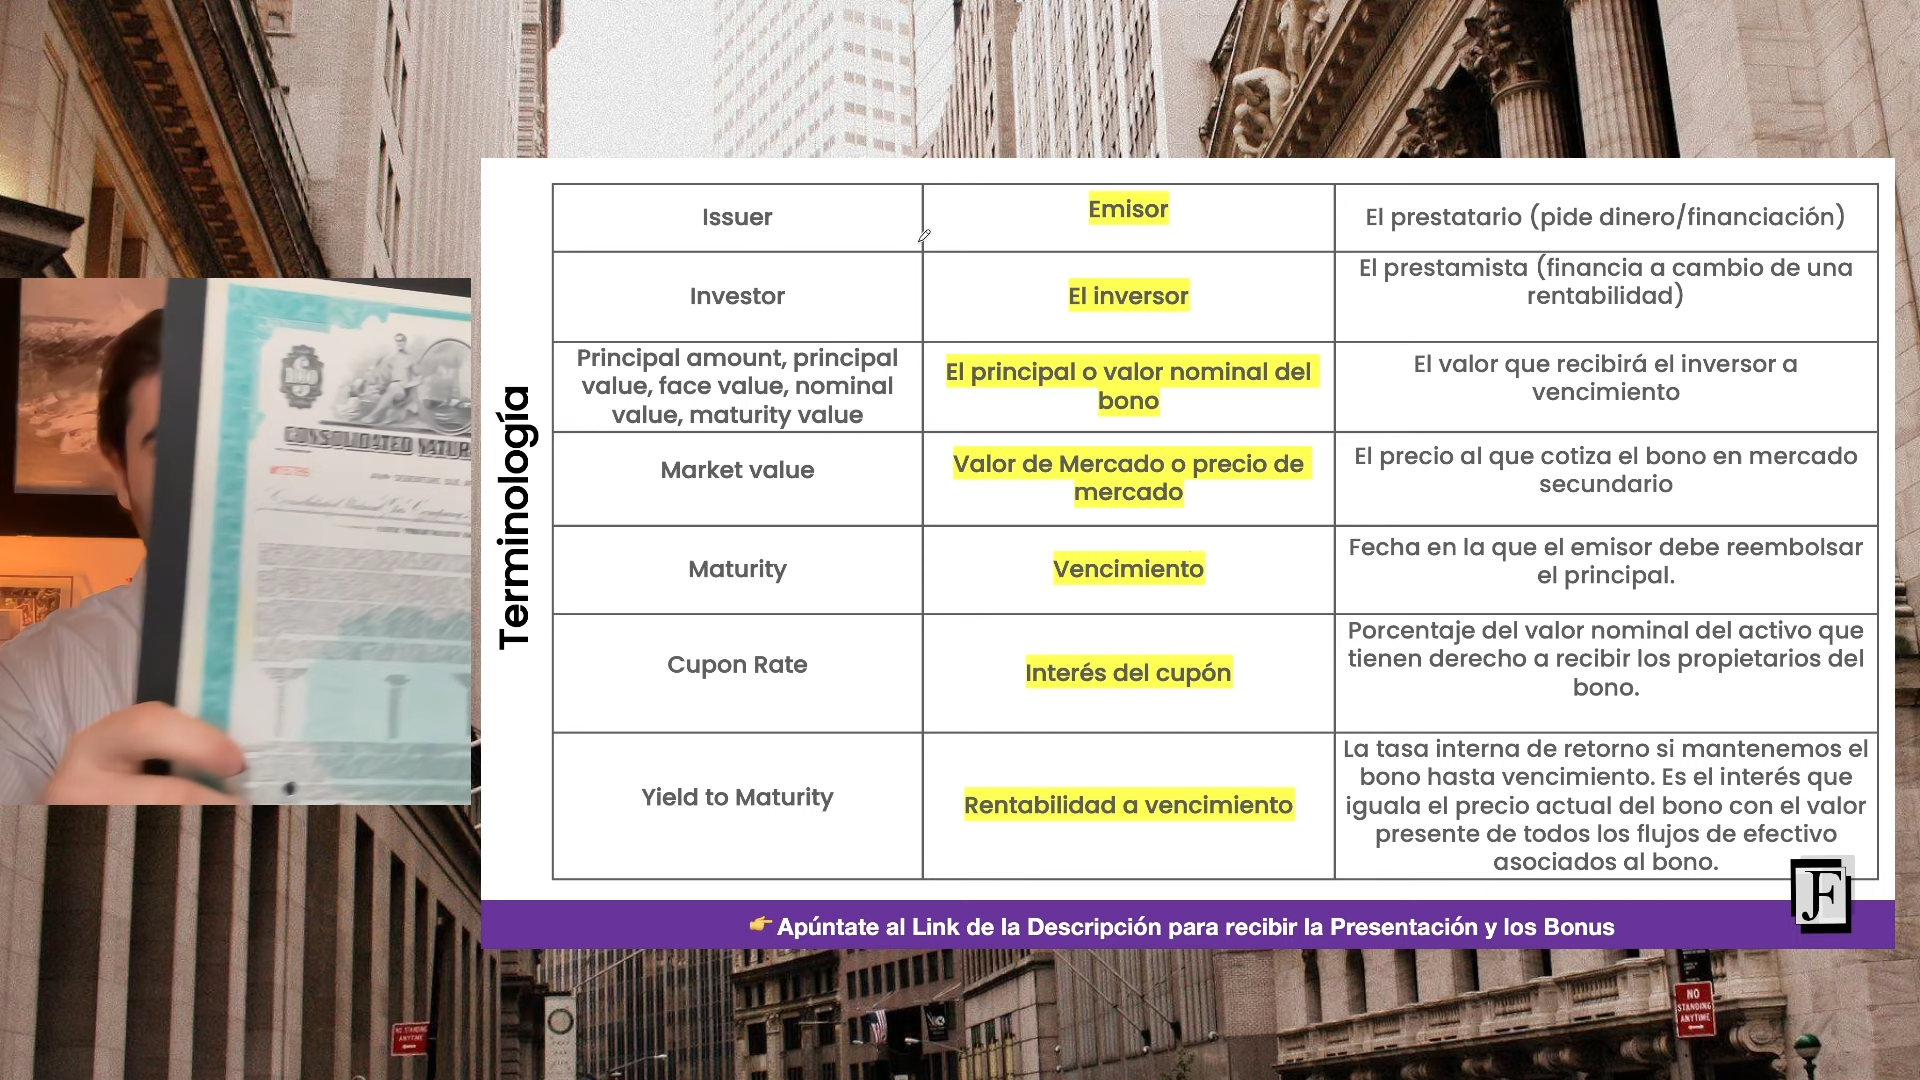 Terminología
Issuer
Emisor
El prestatario (pide dinero/financiación)
Investor
El inversor
El prestamista (financia a cambio de una
rentabilidad)
Principal amount, principal
value, face value, nominal
value, maturity value
El principal o valor nominal del
bono
El valor que recibirá el inversor a
vencimiento
Market value
Valor de Mercado o precio de
mercado
El precio al que cotiza el bono en mercado
secundario
Maturity
Vencimiento
Fecha en la que el emisor debe reembolsar
el principal.
Cupon Rate
Interés del cupón
Porcentaje del valor nominal del activo que
tienen derecho a recibir los propietarios del
bono.
Yield to Maturity
Rentabilidad a vencimiento
La tasa interna de retorno si mantenemos el
bono hasta vencimiento. Es el interés que
iguala el precio actual del bono con el valor
presente de todos los flujos de efectivo
asociados al bono.
JF
👉 Apúntate al Link de la Descripción para recibir la Presentación y los Bonus
CONSOLIDATED NATUR
NO STANDING
ANYTIME
NO
STANDING
ANYTIME